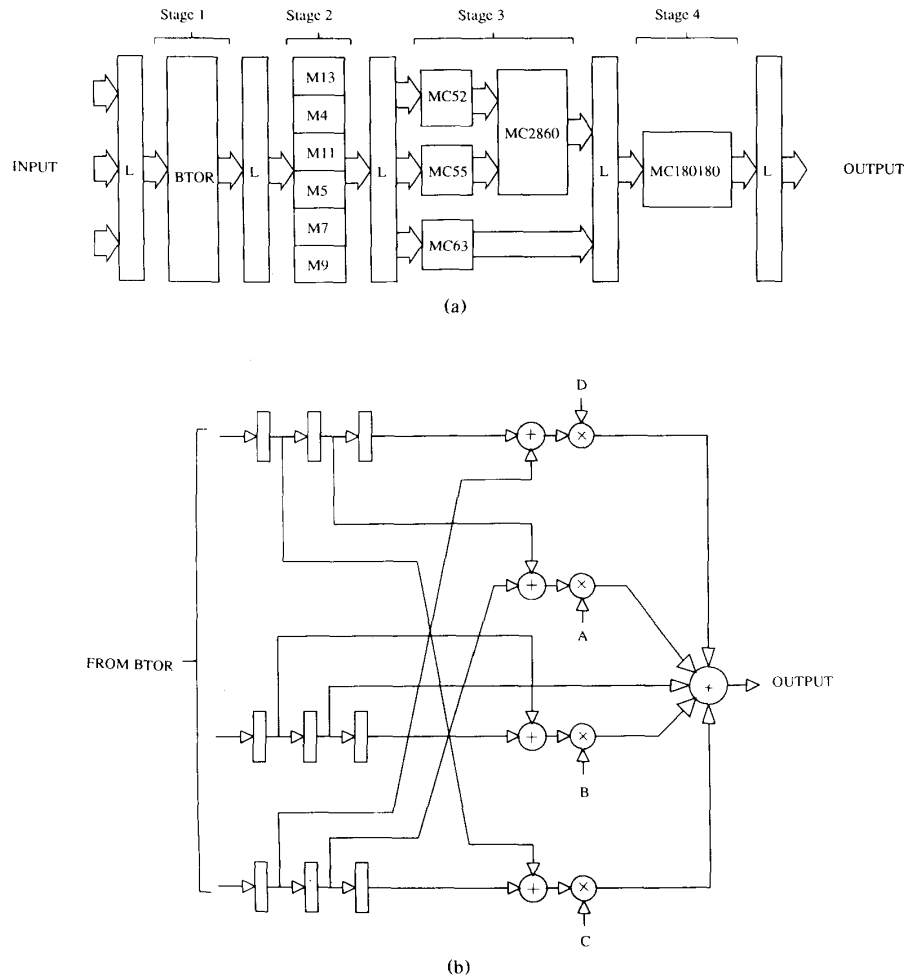 Stage 1 Stage 2 Stage 3 Stage 4
INPUT
L
BTOR
L
M13
M4
M11
M5
M7
M9
L
MC52
MC55
MC63
MC2860
L
MC180180
L
OUTPUT
(a)
FROM BTOR
+
×
D
+
×
A
+
×
B
+
×
C
+
OUTPUT
(b)